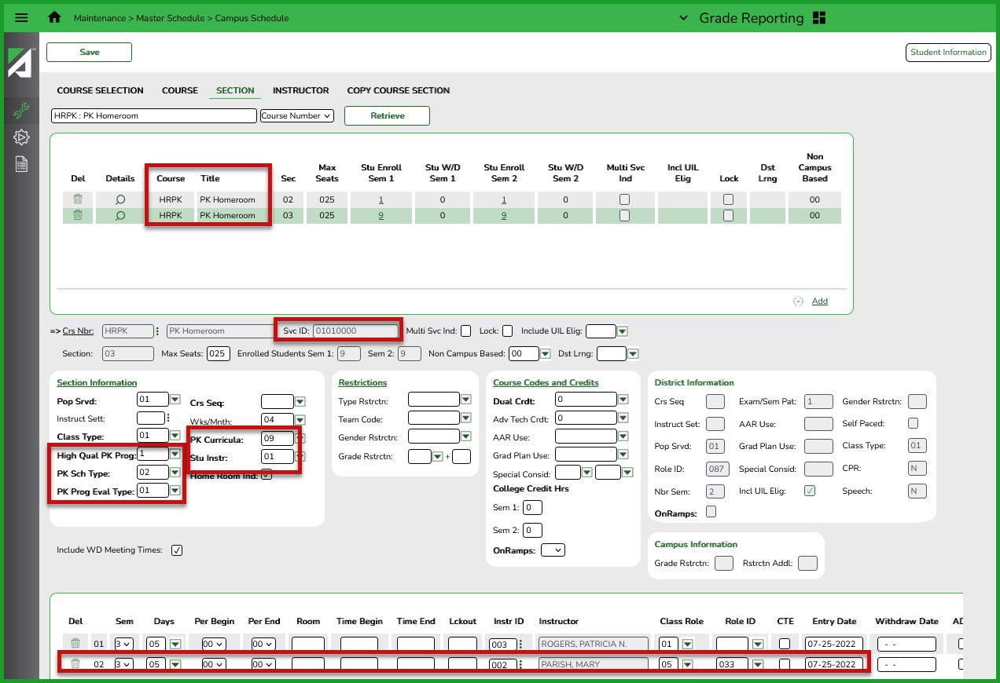 Maintenance > Master Schedule > Campus Schedule
Grade Reporting
Save
Student Information
COURSE SELECTION COURSE SECTION INSTRUCTOR COPY COURSE SECTION
HRPK : PK Homeroom Course Number Retrieve
Del Details Course Title Sec Max Seats Stu Enroll Sem 1 Stu W/D Sem 1 Stu Enroll Sem 2 Stu W/D Sem 2 Multi Svc Ind Incl UIL Elig Lock Dst Lrng Non Campus Based
HRPK PK Homeroom 02 025 1 0 1 0 00
HRPK PK Homeroom 03 025 9 0 9 0 00
Add
=> Crs Nbr: HRPK PK Homeroom Svc ID: 01010000 Multi Svc Ind: Lock: Include UIL Elig:
Section: 03 Max Seats: 025 Enrolled Students Sem 1: 9 Sem 2: 9 Non Campus Based: 00 Dst Lrng:
Section Information
Pop Srvd: 01 Crs Seq:
Instruct Sett: Wks/Mnth: 04
Class Type: 01 PK Curricula: 09
High Qual PK Prog: 1 Stu Instr: 01
PK Sch Type: 02 Home Room Ind:
PK Prog Eval Type: 01
Restrictions
Type Rstrctn:
Team Code:
Gender Rstrctn:
Grade Rstrctn: +
Course Codes and Credits
Dual Crdt: 0
Adv Tech Crdt: 0
AAR Use:
Grad Plan Use:
Special Consid:
College Credit Hrs
Sem 1: 0
Sem 2: 0
OnRamps:
District Information
Crs Seq Exam/Sem Pat: 1 Gender Rstrctn:
Instruct Set: AAR Use: Self Paced:
Pop Srvd: 01 Grad Plan Use: Class Type: 01
Role ID: 087 Special Consid: CPR: N
Nbr Sem: 2 Incl UIL Elig: Speech: N
OnRamps:
Campus Information
Grade Rstrctn: Rstrctn Addl:
Include WD Meeting Times:
Del Sem Days Per Begin Per End Room Time Begin Time End Lckout Instr ID Instructor Class Role Role ID CTE Entry Date Withdraw Date AD
01 3 05 00 00 003 ROGERS, PATRICIA N. 01 07-25-2022 - -
02 3 05 00 00 002 PARISH, MARY 05 033 07-25-2022 - -